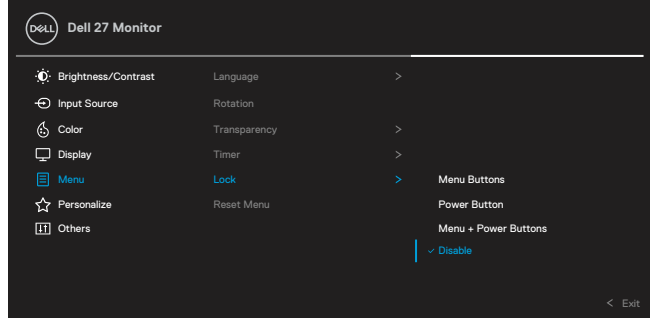 DELL Dell 27 Monitor
Brightness/Contrast Language >
Input Source Rotation
Color Transparency >
Display Timer >
Menu Lock > Menu Buttons
Personalize Reset Menu Power Button
Others Menu + Power Buttons
✓ Disable
< Exit